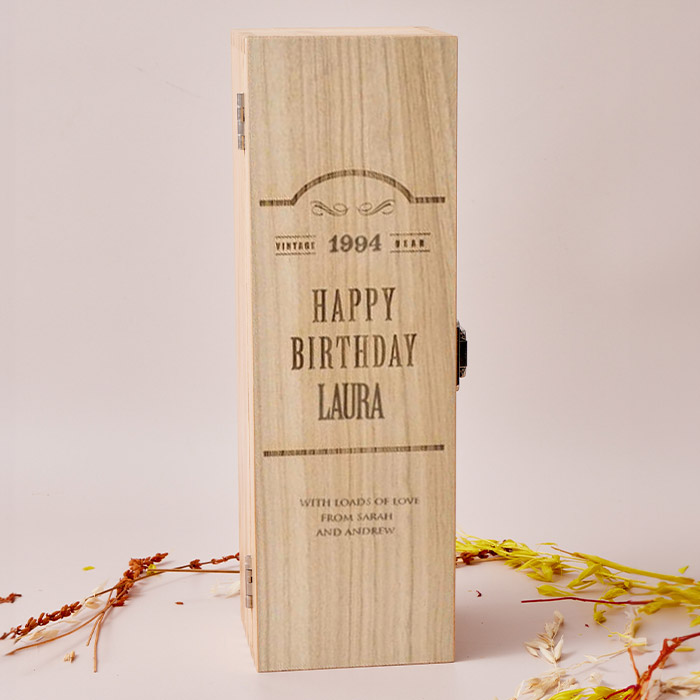 VINTAGE 1994 YEAR
HAPPY
BIRTHDAY
LAURA
WITH LOADS OF LOVE
FROM SARAH
AND ANDREW